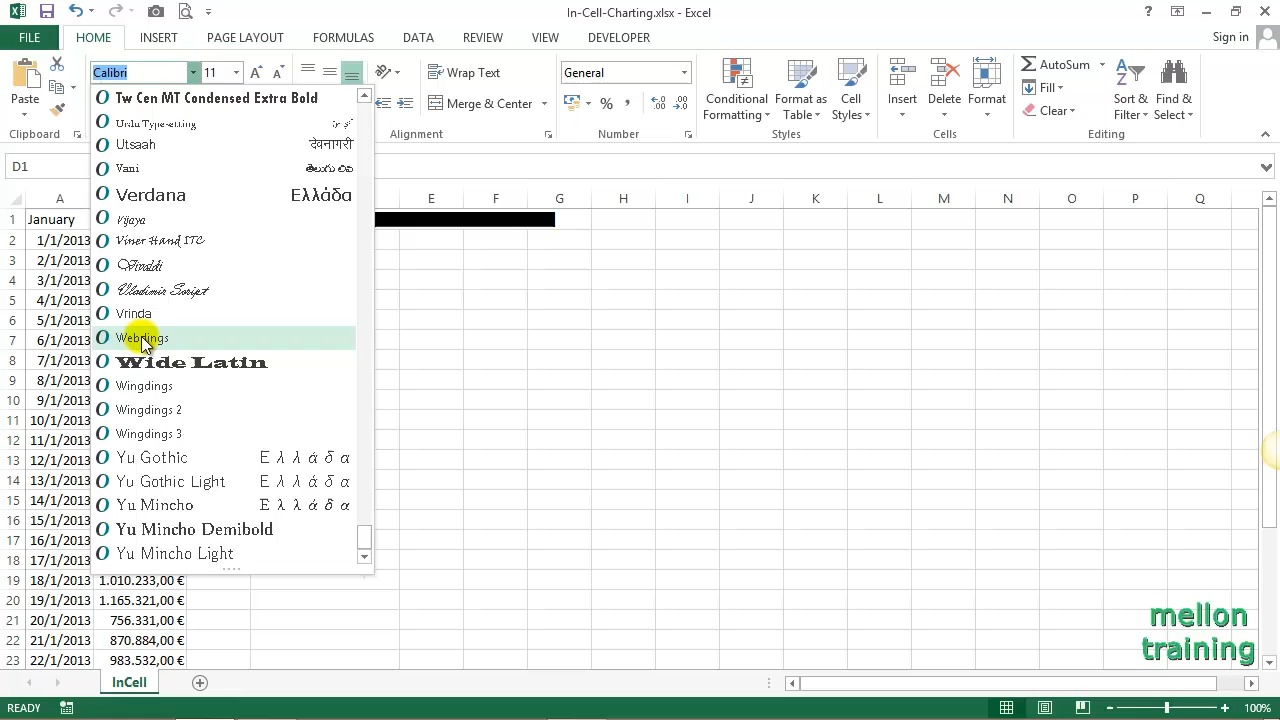 In-Cell-Charting.xlsx - Excel
FILE
HOME
INSERT
PAGE LAYOUT
FORMULAS
DATA
REVIEW
VIEW
DEVELOPER
Sign in
Paste
Clipboard
Calibri
11
Wrap Text
Merge & Center
Alignment
General
%
Number
Conditional Formatting
Format as Table
Cell Styles
Styles
Insert
Delete
Format
Cells
AutoSum
Fill
Clear
Sort & Filter
Find & Select
Editing
D1
Tw Cen MT Condensed Extra Bold
Urdu Typesetting
Utsaah देवनागरी
Vani
Verdana Ελλάδα
Vijaya
Viner Hand ITC
Vivaldi
Vladimir Script
Vrinda
Webdings
Wide Latin
Wingdings
Wingdings 2
Wingdings 3
Yu Gothic Ελλάδα
Yu Gothic Light Ελλάδα
Yu Mincho Ελλάδα
Yu Mincho Demibold
Yu Mincho Light
A E F G H I J K L M N O P Q
1 January
2 1/1/2013
3 2/1/2013
4 3/1/2013
5 4/1/2013
6 5/1/2013
7 6/1/2013
8 7/1/2013
9 8/1/2013
10 9/1/2013
11 10/1/2013
12 11/1/2013
13 12/1/2013
14 13/1/2013
15 14/1/2013
16 15/1/2013
17 16/1/2013
18 17/1/2013
19 18/1/2013 1.010.233,00 €
20 19/1/2013 1.165.321,00 €
21 20/1/2013 756.331,00 €
22 21/1/2013 870.884,00 €
23 22/1/2013 983.532,00 €
mellon
training
InCell
READY
100%